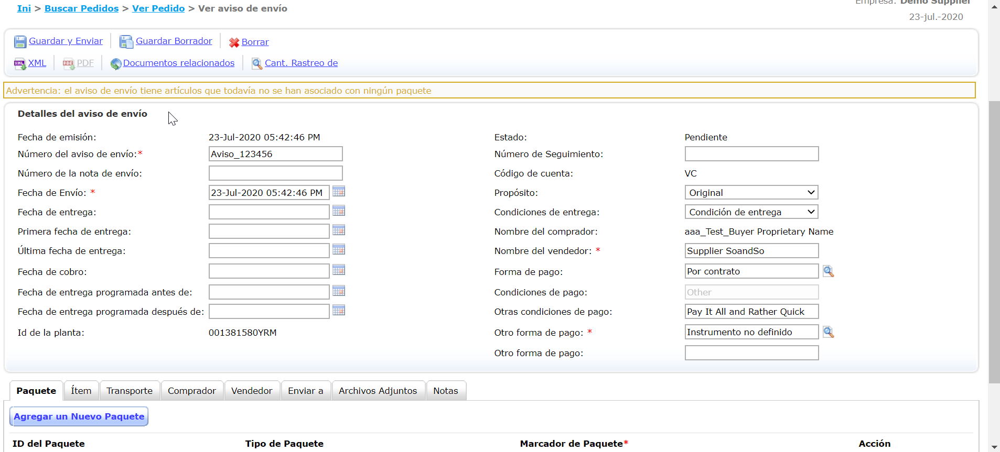 Ini > Buscar Pedidos > Ver Pedido > Ver aviso de envío
Empresa: Demo Supplier
23-jul.-2020
Guardar y Enviar
Guardar Borrador
Borrar
XML
PDF
Documentos relacionados
Cant. Rastreo de
Advertencia: el aviso de envío tiene artículos que todavía no se han asociado con ningún paquete
Detalles del aviso de envío
Fecha de emisión: 23-Jul-2020 05:42:46 PM
Estado: Pendiente
Número del aviso de envío:* Aviso_123456
Número de Seguimiento:
Número de la nota de envío:
Código de cuenta: VC
Fecha de Envío: * 23-Jul-2020 05:42:46 PM
Propósito: Original
Fecha de entrega:
Condiciones de entrega: Condición de entrega
Primera fecha de entrega:
Nombre del comprador: aaa_Test_Buyer Proprietary Name
Última fecha de entrega:
Nombre del vendedor: * Supplier SoandSo
Fecha de cobro:
Forma de pago: Por contrato
Fecha de entrega programada antes de:
Condiciones de pago: Other
Fecha de entrega programada después de:
Otras condiciones de pago: Pay It All and Rather Quick
Id de la planta: 001381580YRM
Otro forma de pago: * Instrumento no definido
Otro forma de pago:
Paquete Ítem Transporte Comprador Vendedor Enviar a Archivos Adjuntos Notas
Agregar un Nuevo Paquete
ID del Paquete Tipo de Paquete Marcador de Paquete* Acción